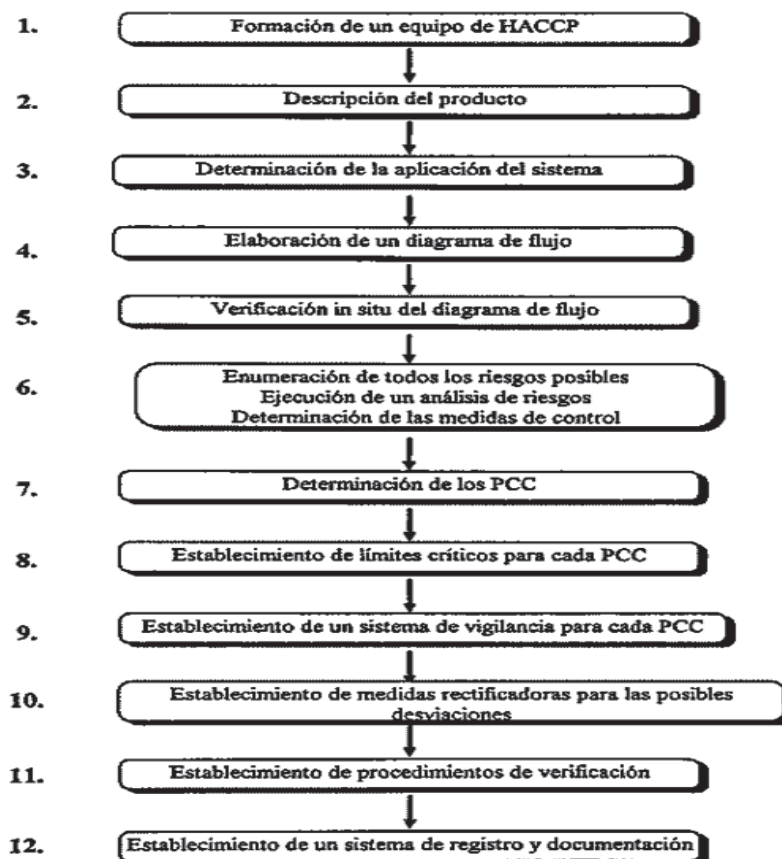 1. Formación de un equipo de HACCP
2. Descripción del producto
3. Determinación de la aplicación del sistema
4. Elaboración de un diagrama de flujo
5. Verificación in situ del diagrama de flujo
6. Enumeración de todos los riesgos posibles
Ejecución de un análisis de riesgos
Determinación de las medidas de control
7. Determinación de los PCC
8. Establecimiento de límites críticos para cada PCC
9. Establecimiento de un sistema de vigilancia para cada PCC
10. Establecimiento de medidas rectificadoras para las posibles
desviaciones
11. Establecimiento de procedimientos de verificación
12. Establecimiento de un sistema de registro y documentación